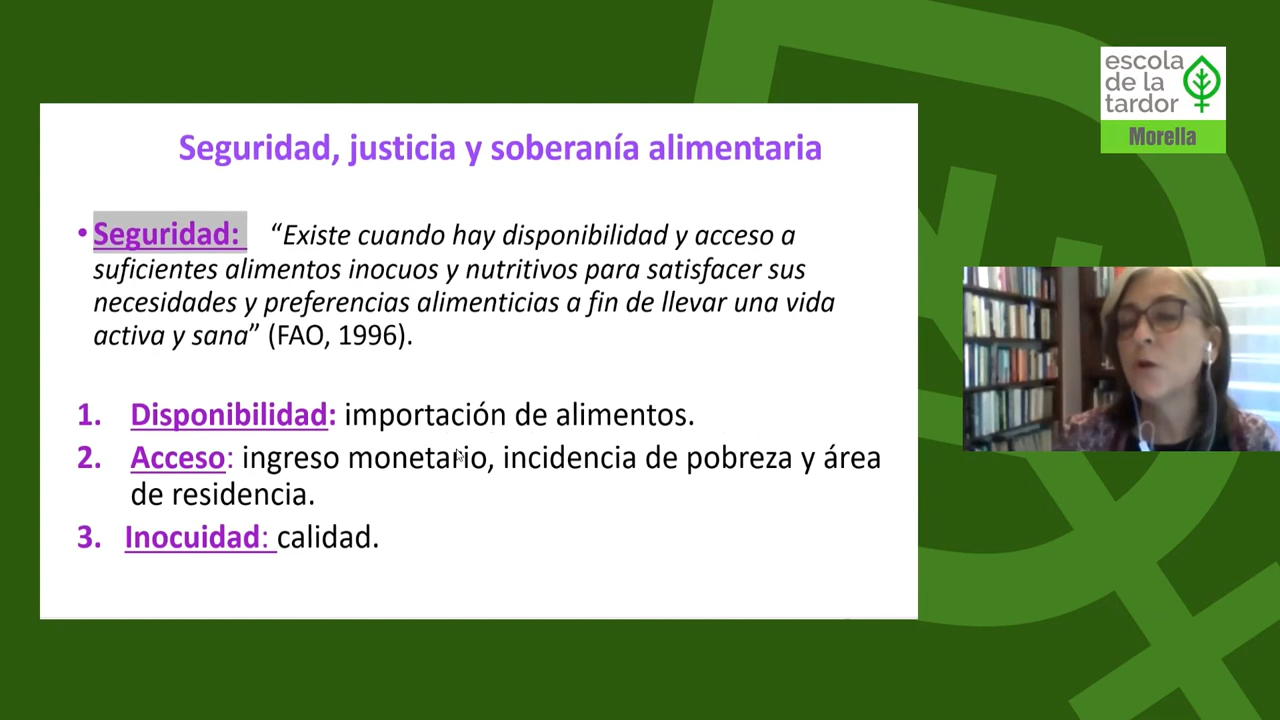 escola
de la
tardor
Morella
Seguridad, justicia y soberanía alimentaria
• Seguridad: “Existe cuando hay disponibilidad y acceso a
suficientes alimentos inocuos y nutritivos para satisfacer sus
necesidades y preferencias alimenticias a fin de llevar una vida
activa y sana” (FAO, 1996).
1. Disponibilidad: importación de alimentos.
2. Acceso: ingreso monetario, incidencia de pobreza y área
de residencia.
3. Inocuidad: calidad.